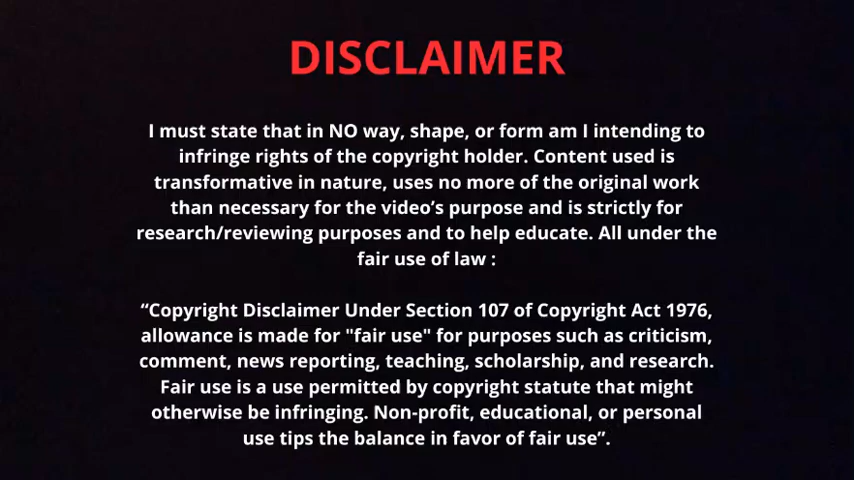 DISCLAIMER
I must state that in NO way, shape, or form am I intending to
infringe rights of the copyright holder. Content used is
transformative in nature, uses no more of the original work
than necessary for the video’s purpose and is strictly for
research/reviewing purposes and to help educate. All under the
fair use of law :
“Copyright Disclaimer Under Section 107 of Copyright Act 1976,
allowance is made for "fair use" for purposes such as criticism,
comment, news reporting, teaching, scholarship, and research.
Fair use is a use permitted by copyright statute that might
otherwise be infringing. Non-profit, educational, or personal
use tips the balance in favor of fair use”.